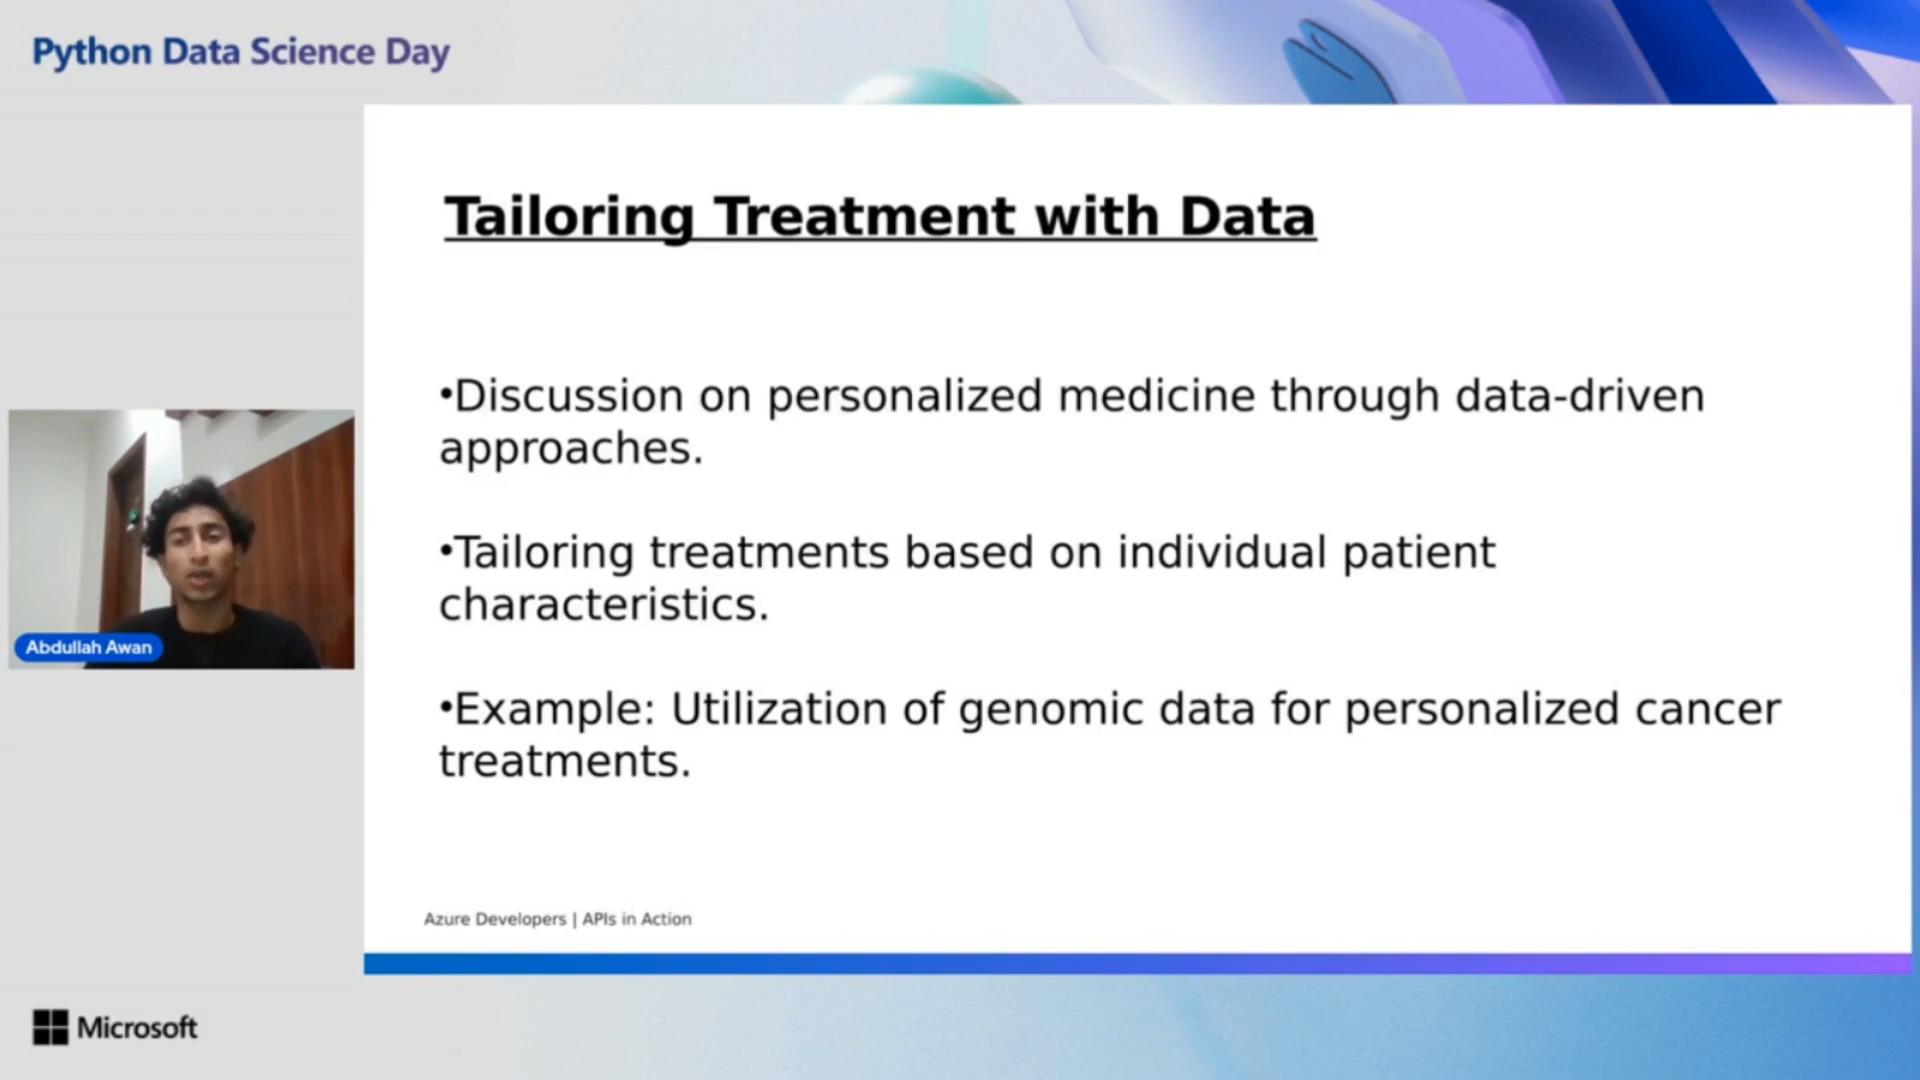 Python Data Science Day
Tailoring Treatment with Data
•Discussion on personalized medicine through data-driven
approaches.
•Tailoring treatments based on individual patient
characteristics.
•Example: Utilization of genomic data for personalized cancer
treatments.
Abdullah Awan
Azure Developers | APIs in Action
Microsoft